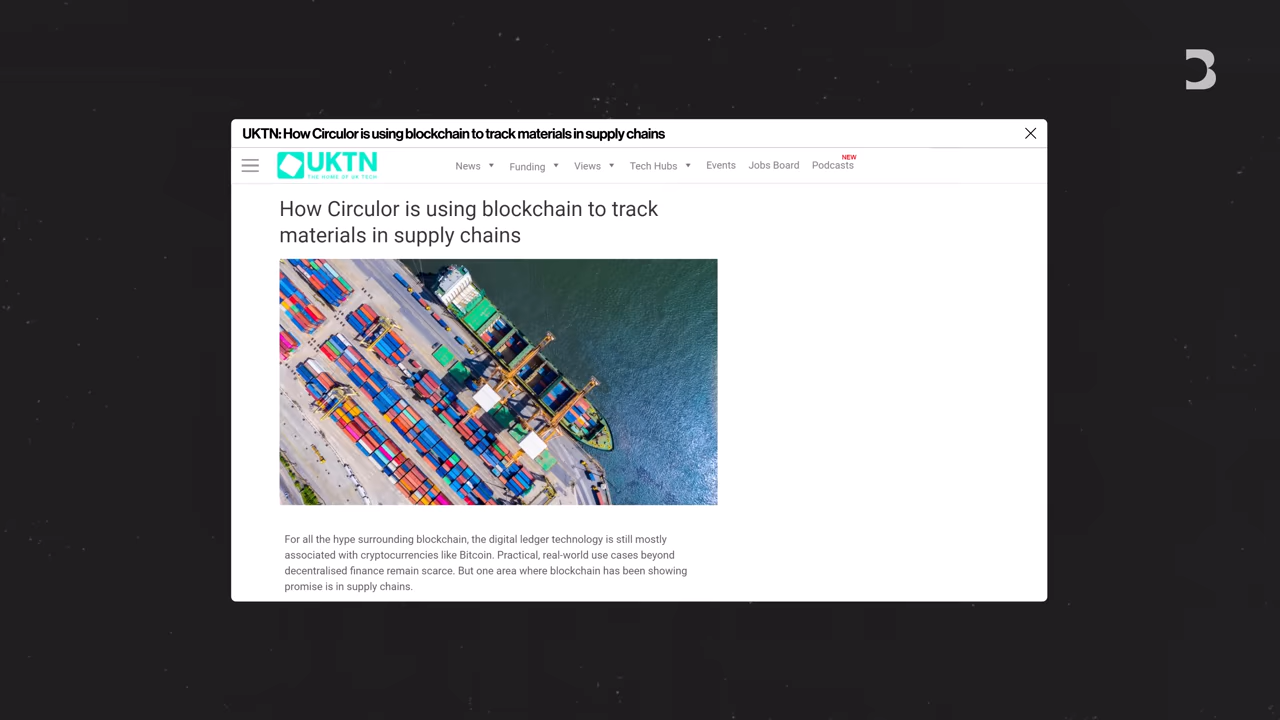 UKTN: How Circulor is using blockchain to track materials in supply chains
UKTN
THE HOME OF UK TECH
News
Funding
Views
Tech Hubs
Events
Jobs Board
Podcasts
NEW
How Circulor is using blockchain to track
materials in supply chains
For all the hype surrounding blockchain, the digital ledger technology is still mostly
associated with cryptocurrencies like Bitcoin. Practical, real-world use cases beyond
decentralised finance remain scarce. But one area where blockchain has been showing
promise is in supply chains.